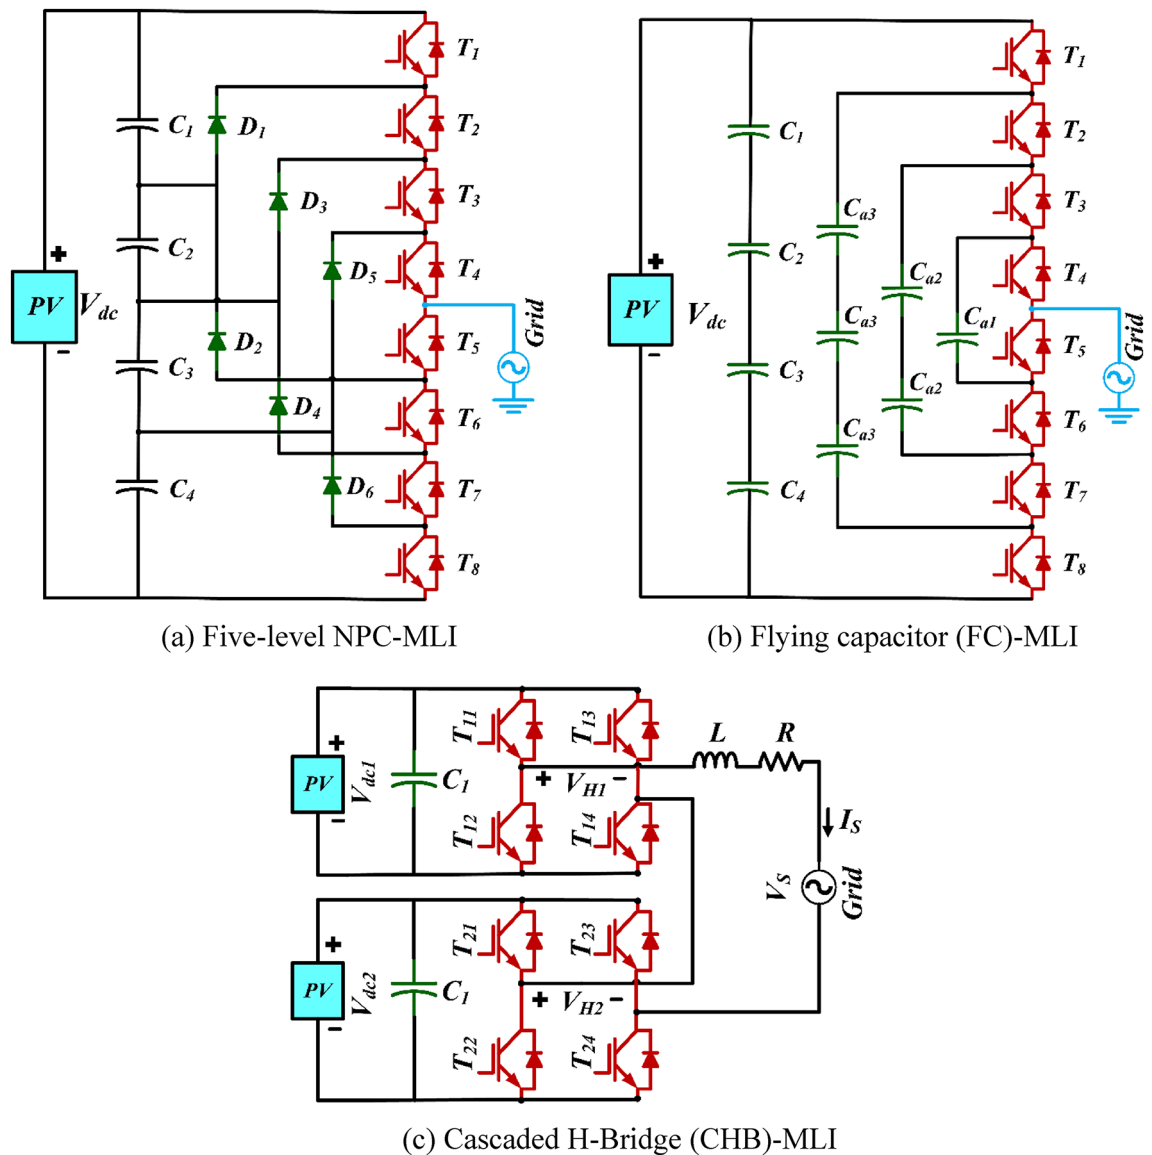 T1
T2
T3
T4
T5
T6
T7
T8
C1
C2
C3
C4
D1
D2
D3
D4
D5
D6
+
PV
Vdc
-
Grid
(a) Five-level NPC-MLI
T1
T2
T3
T4
T5
T6
T7
T8
C1
C2
C3
C4
Ca3
Ca3
Ca3
Ca2
Ca2
Ca1
+
PV
Vdc
-
Grid
(b) Flying capacitor (FC)-MLI
T11
T13
T12
T14
+
PV
-
Vdc1
C1
+ VH1 -
L
R
IS
VS
Grid
T21
T23
T22
T24
+
PV
-
Vdc2
C1
+ VH2 -
(c) Cascaded H-Bridge (CHB)-MLI